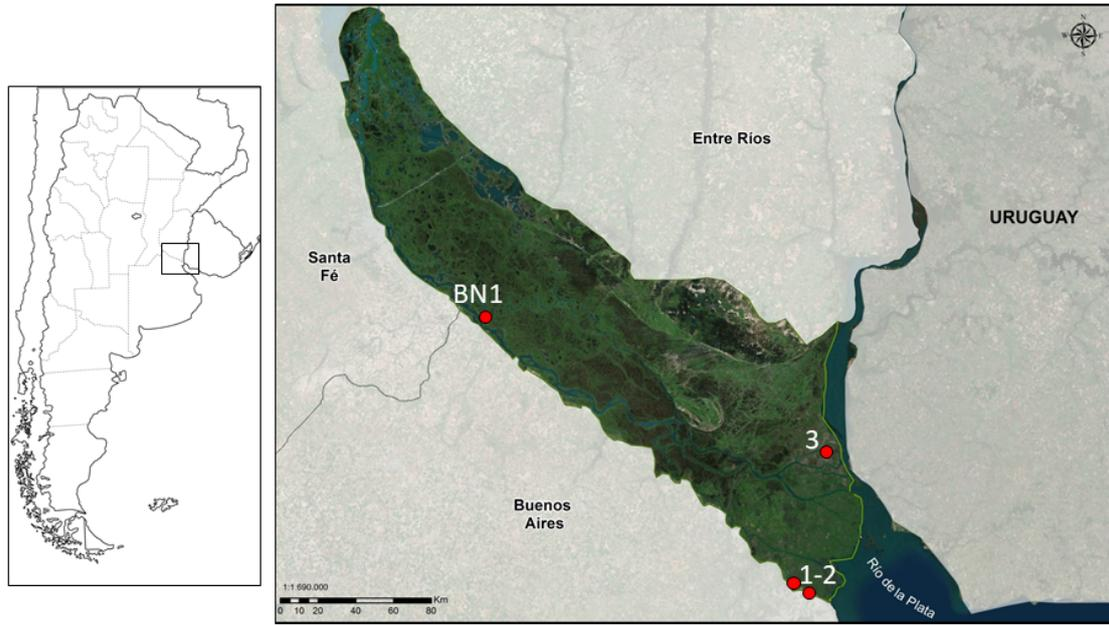 N
W E
S
Entre Ríos
URUGUAY
Santa
Fé
BN1
3
Buenos
Aires
1-2
Río de la Plata
1:1.690.000
Km
0 10 20 40 60 80